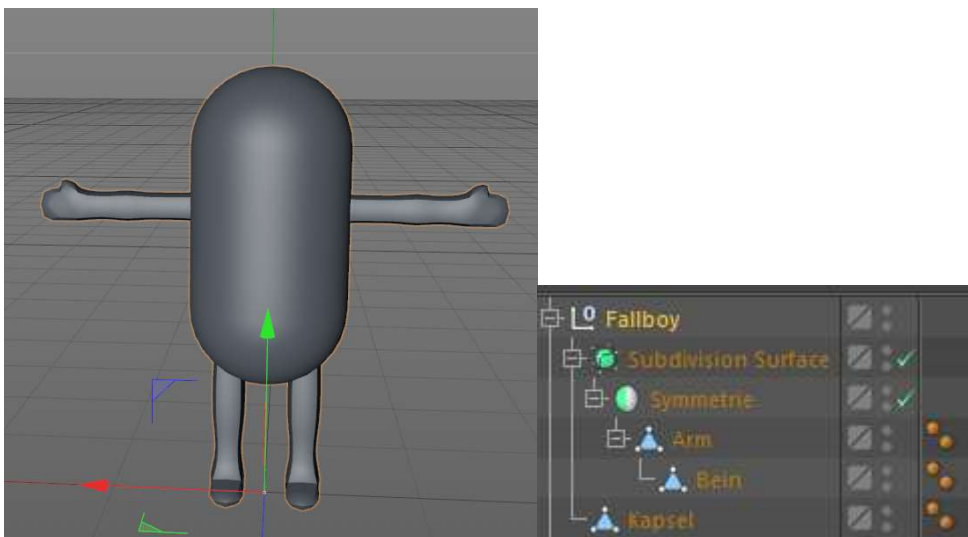 Fallboy
Subdivision Surface
Symmetrie
Arm
Bein
Kapsel